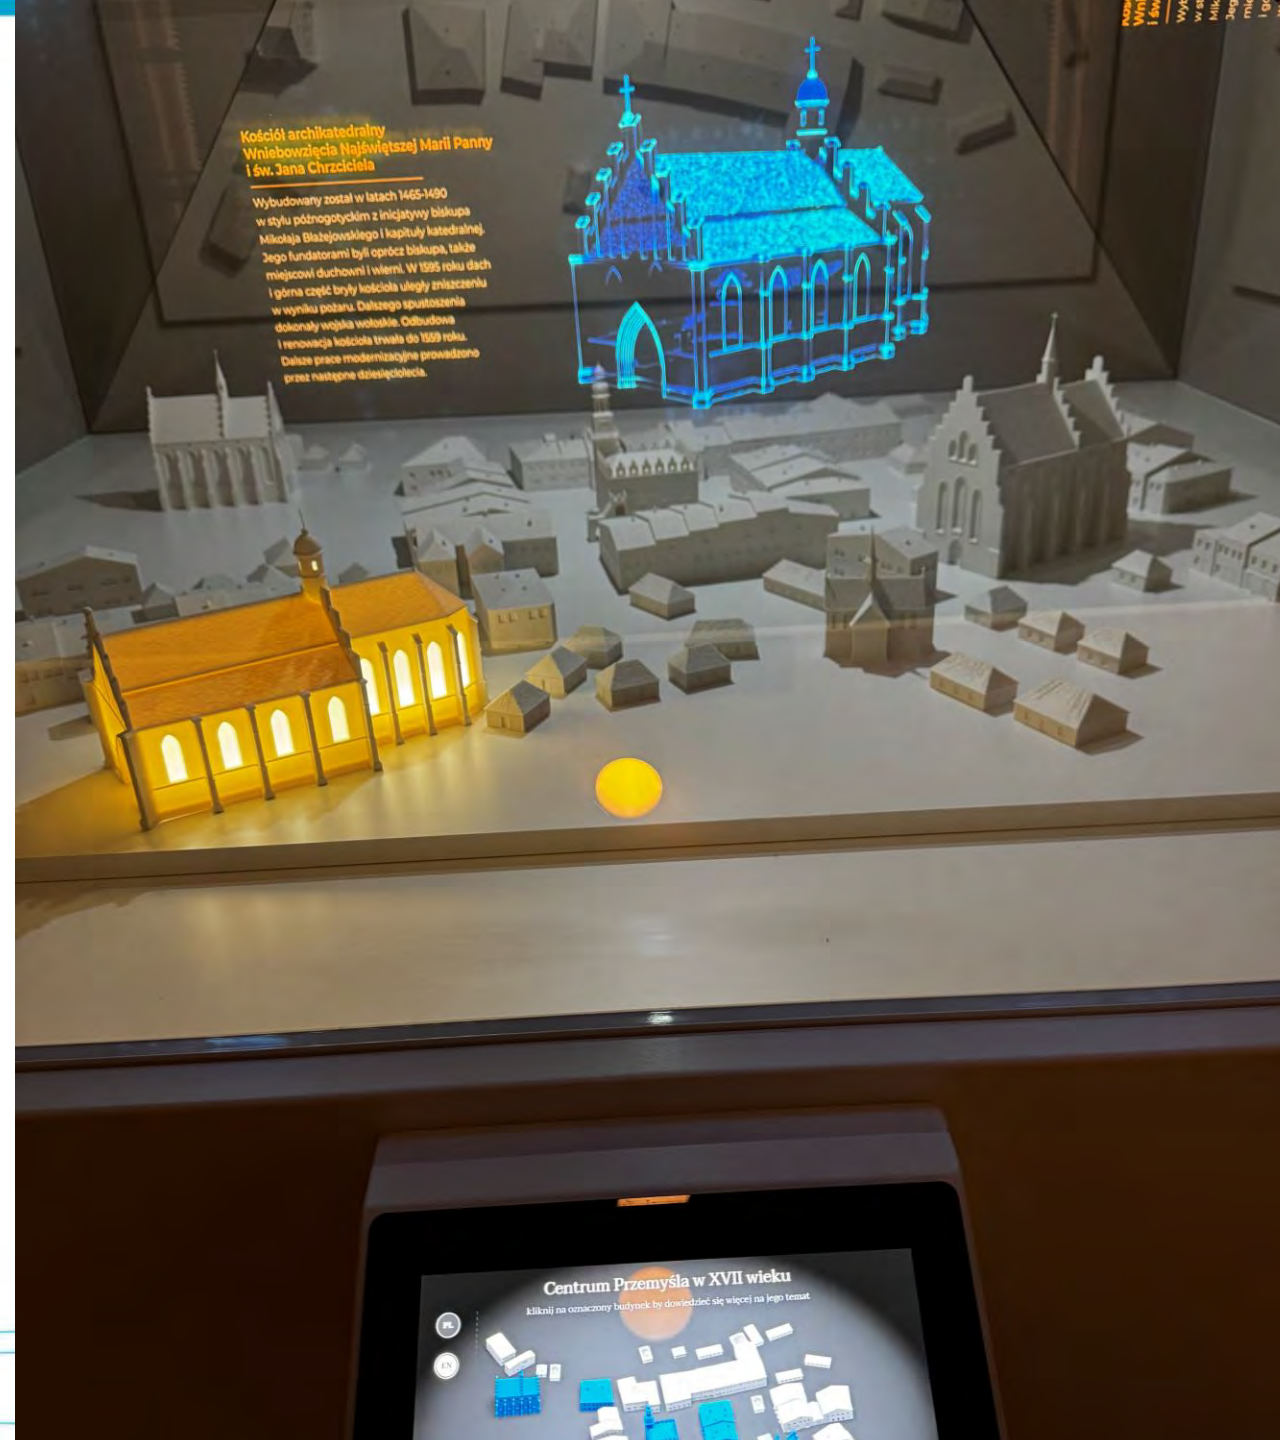 Kościół archikatedralny
Wniebowzięcia Najświętszej Marii Panny
i św. Jana Chrzciciela
Wybudowany został w latach 1465-1490
w stylu późnogotyckim z inicjatywy biskupa
Mikołaja Błażejowskiego i kapituły katedralnej.
Jego fundatorami byli oprócz biskupa, także
miejscowi duchowni i wierni. W 1595 roku dach
i górna część bryły kościoła uległy zniszczeniu
w wyniku pożaru. Dalszego spustoszenia
dokonały wojska wołoskie. Odbudowa
i renowacja kościoła trwała do 1559 roku.
Dalsze prace modernizacyjne prowadzono
przez następne dziesięciolecia.
Centrum Przemyśla w XVII wieku
kliknij na oznaczony budynek by dowiedzieć się więcej na jego temat
PL
EN